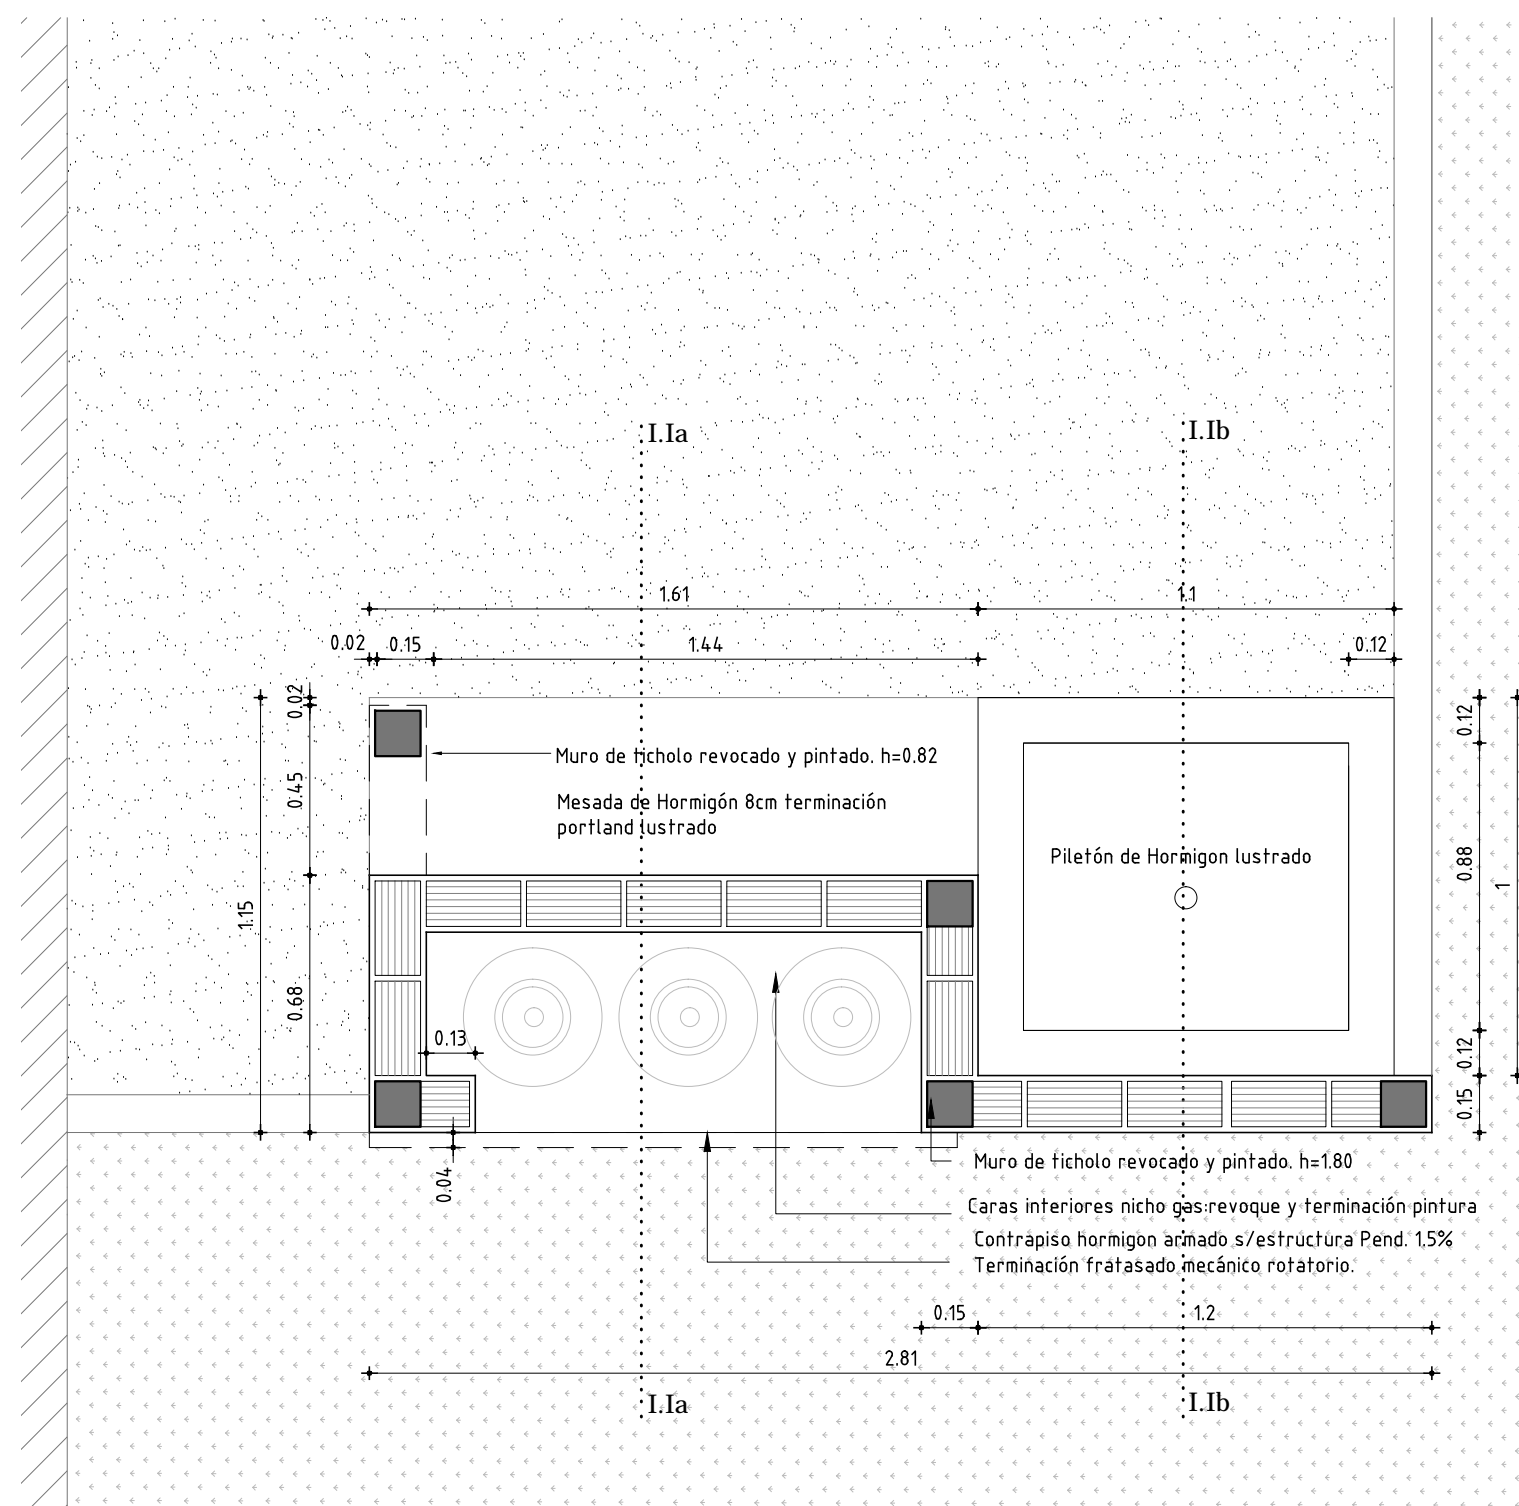 I.Ia
I.Ib
1.61
1.1
0.02
0.15
1.44
0.12
0.02
0.12
Muro de ticholo revocado y pintado. h=0.82
0.45
Mesada de Hormigón 8cm terminación
portland lustrado
Piletón de Hormigon lustrado
0.88
1
1.15
0.68
0.13
0.12
0.15
0.04
Muro de ticholo revocado y pintado. h=1.80
Caras interiores nicho gas:revoque y terminación pintura
Contrapiso hormigon armado s/estructura Pend. 1.5%
Terminación fratasado mecánico rotatorio.
0.15
1.2
2.81
I.Ia
I.Ib